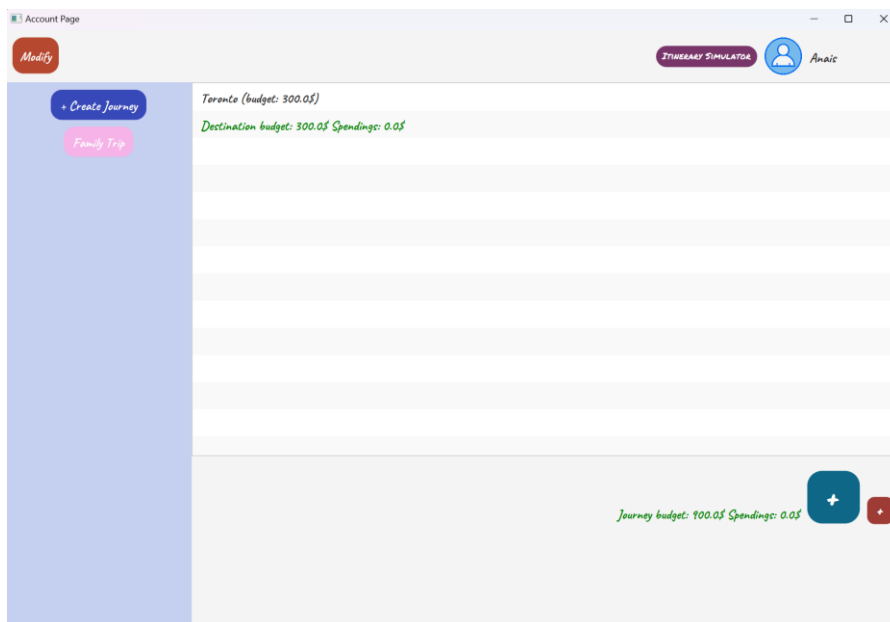 Account Page
Modify
Itinerary Simulator
Anais
+ Create Journey
Family Trip
Toronto (budget: 300.0$)
Destination budget: 300.0$ Spendings: 0.0$
Journey budget: 900.0$ Spendings: 0.0$
+
+